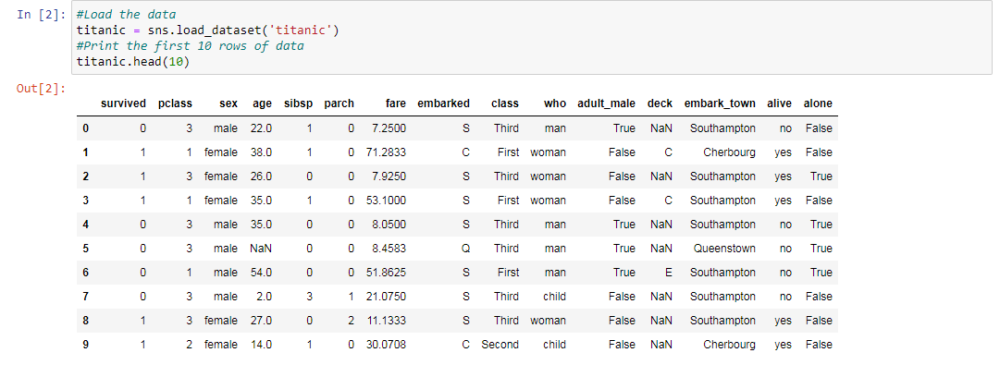 In [2]: #Load the data
titanic = sns.load_dataset('titanic')
#Print the first 10 rows of data
titanic.head(10)
Out[2]:
survived pclass sex age sibsp parch fare embarked class who adult_male deck embark_town alive alone
0 0 3 male 22.0 1 0 7.2500 S Third man True NaN Southampton no False
1 1 1 female 38.0 1 0 71.2833 C First woman False C Cherbourg yes False
2 1 3 female 26.0 0 0 7.9250 S Third woman False NaN Southampton yes True
3 1 1 female 35.0 1 0 53.1000 S First woman False C Southampton yes False
4 0 3 male 35.0 0 0 8.0500 S Third man True NaN Southampton no True
5 0 3 male NaN 0 0 8.4583 Q Third man True NaN Queenstown no True
6 0 1 male 54.0 0 0 51.8625 S First man True E Southampton no True
7 0 3 male 2.0 3 1 21.0750 S Third child False NaN Southampton no False
8 1 3 female 27.0 0 2 11.1333 S Third woman False NaN Southampton yes False
9 1 2 female 14.0 1 0 30.0708 C Second child False NaN Cherbourg yes False